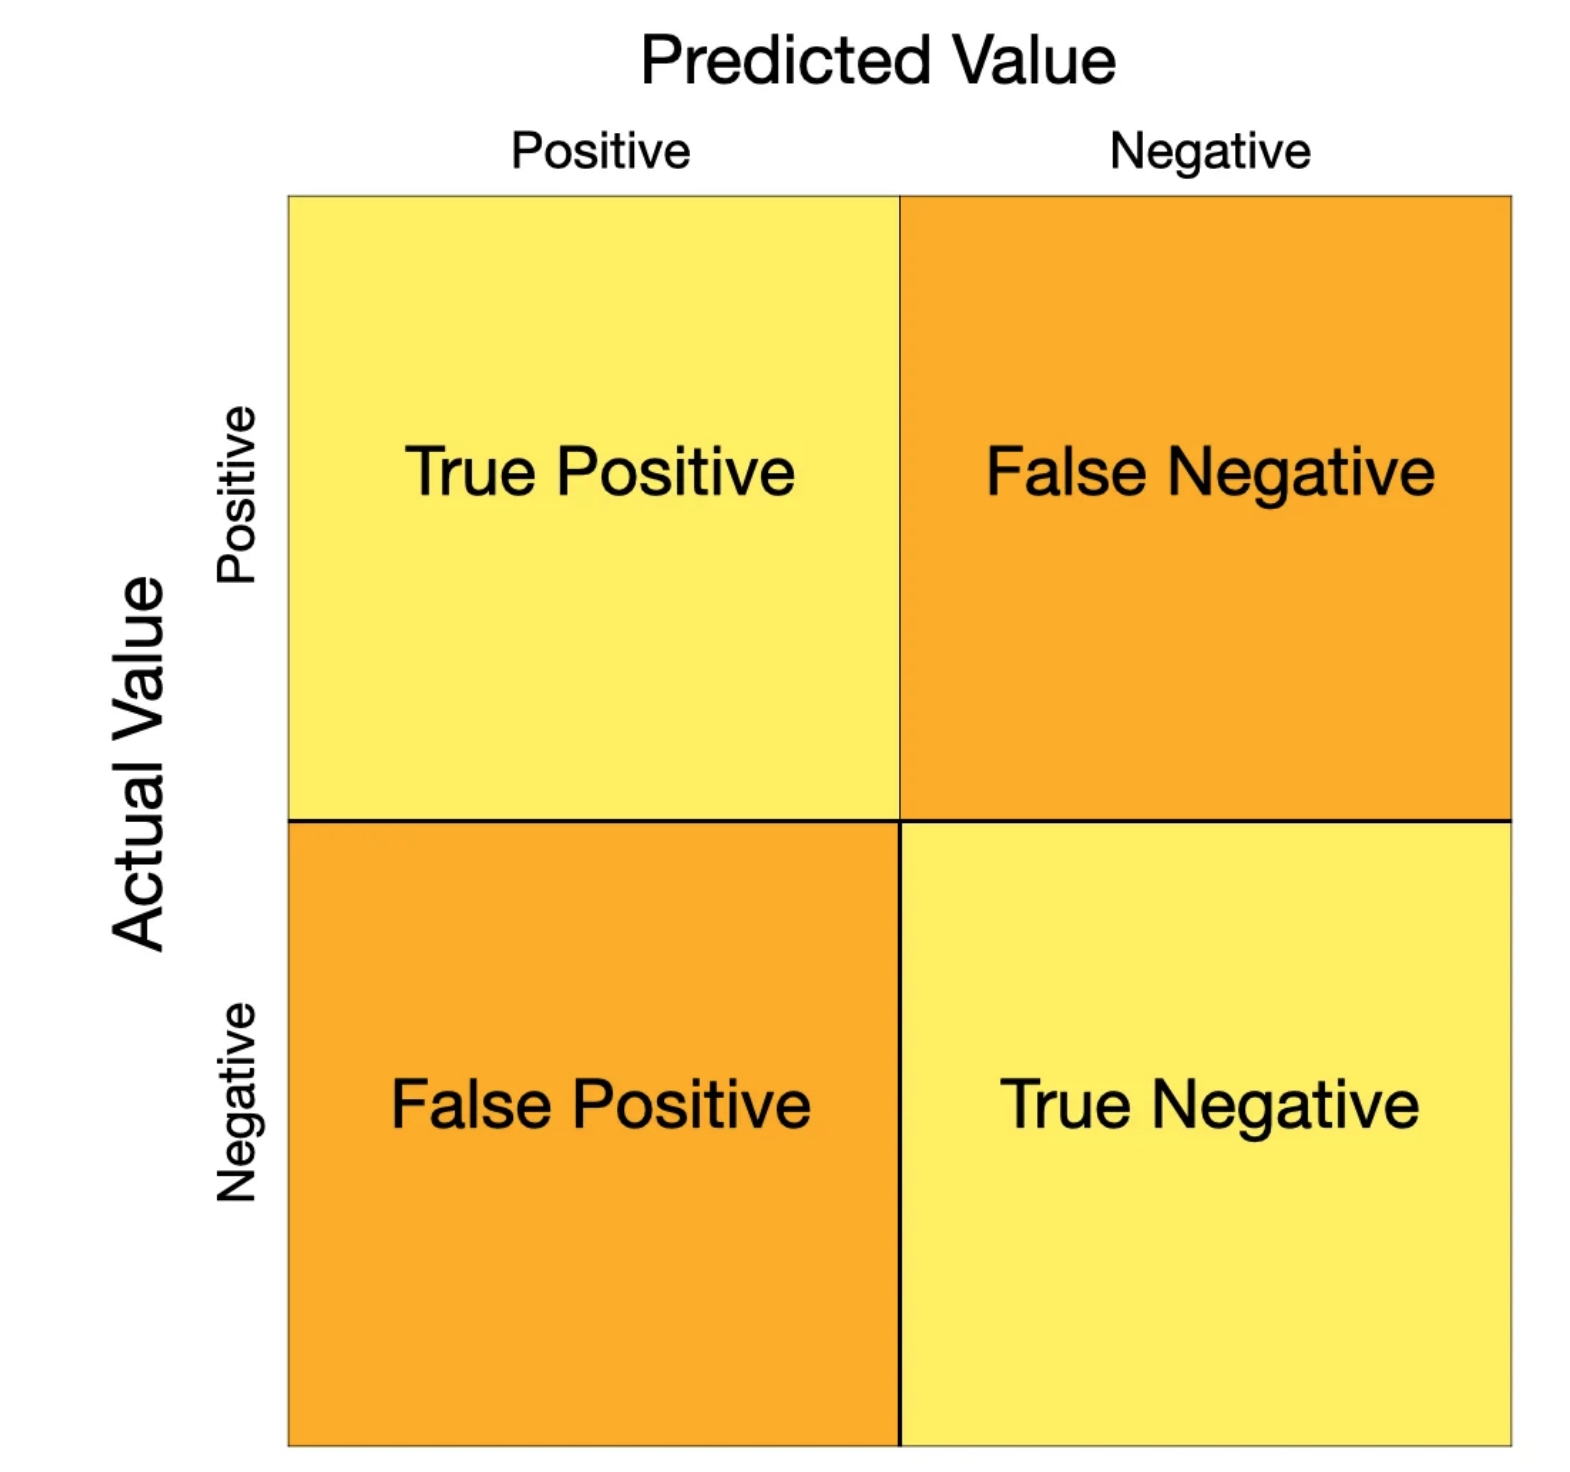 Predicted Value
Positive Negative
Actual Value
Positive
True Positive
False Negative
Negative
False Positive
True Negative